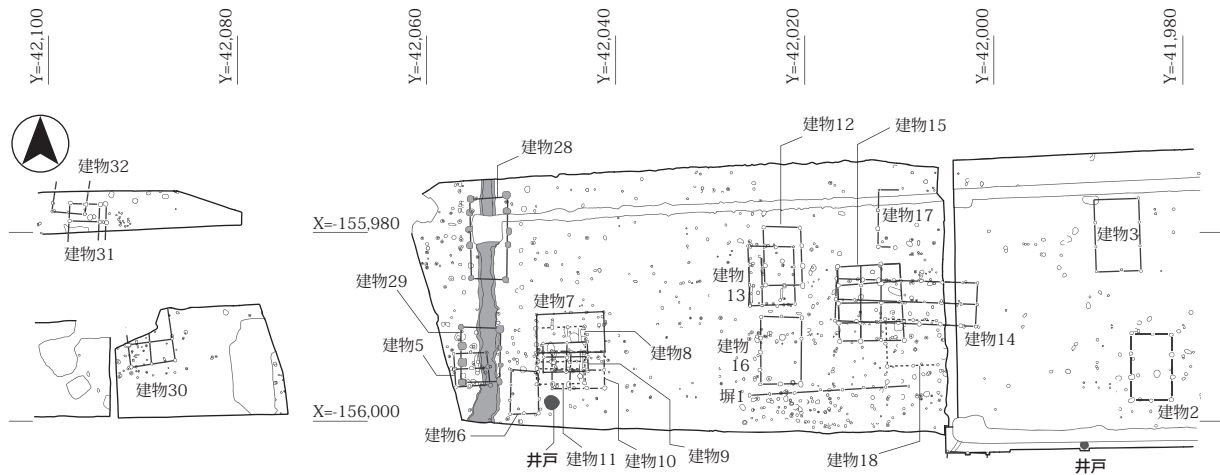 Y=-42,100
Y=-42,080
Y=-42,060
Y=-42,040
Y=-42,020
Y=-42,000
Y=-41,980
建物12
建物15
建物28
建物32
建物17
X=-155,980
建物3
建物31
建物
13
建物29
建物7
建物5
建物8
建物
16
建物14
建物30
塀1
X=-156,000
建物2
建物6
井戸
建物11
建物10
建物9
建物18
井戸